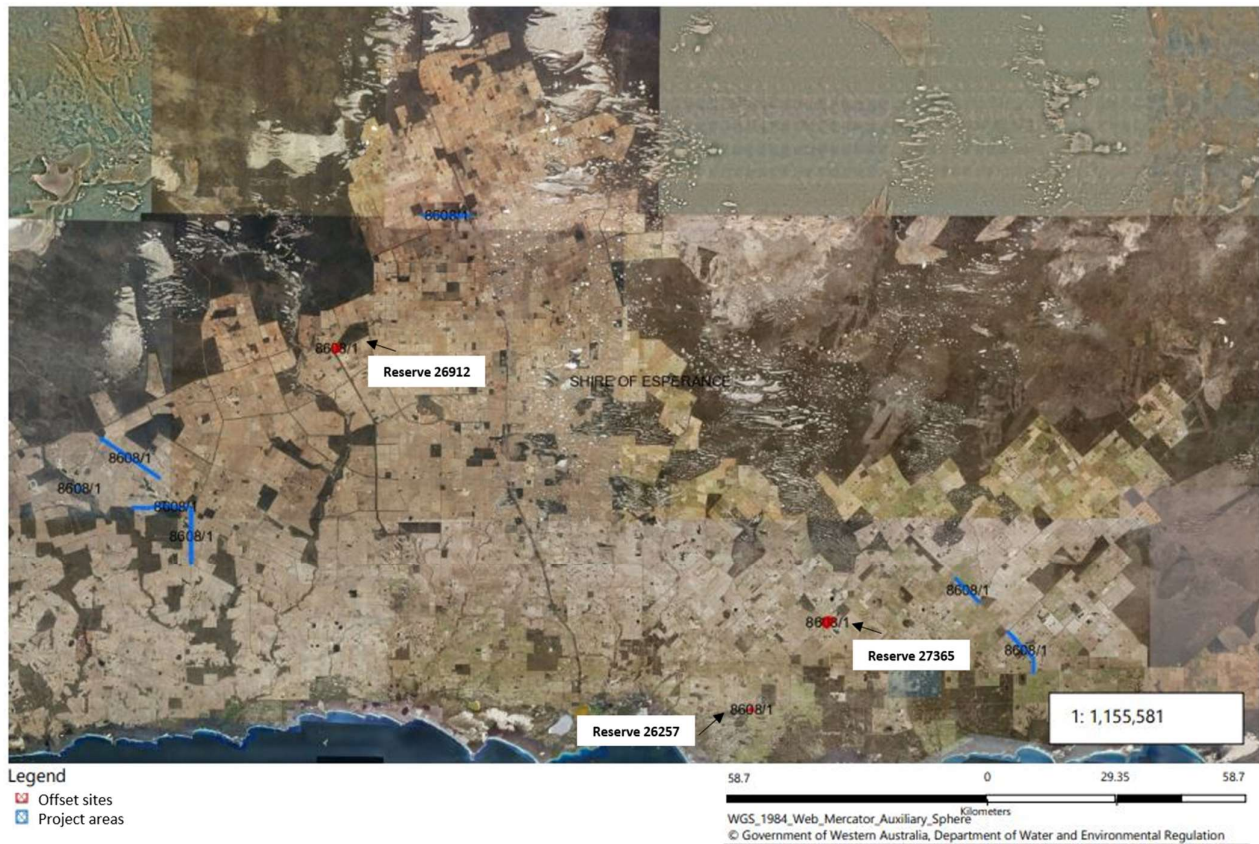 8608/1
8608/1
Reserve 26912
SHIRE OF ESPERANCE
8608/1
8608/1
8608/1
8608/1
8608/1
8608/1
Reserve 27365
8608/1
8608/1
Reserve 26257
1: 1,155,581
Legend
Offset sites
Project areas
58.7 0 29.35 58.7
Kilometers
WGS_1984_Web_Mercator_Auxiliary_Sphere
© Government of Western Australia, Department of Water and Environmental Regulation